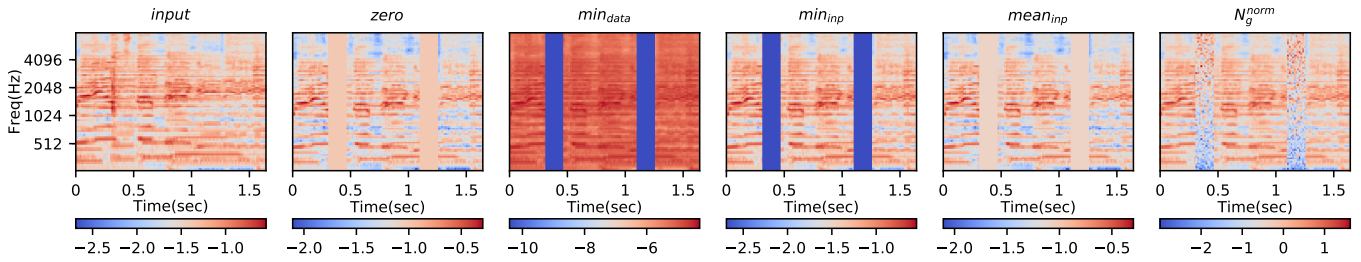 input zero min_data min_inp mean_inp N_g^norm
Freq(Hz)
4096
2048
1024
512
0 0.5 1 1.5 0 0.5 1 1.5 0 0.5 1 1.5 0 0.5 1 1.5 0 0.5 1 1.5 0 0.5 1 1.5
Time(sec) Time(sec) Time(sec) Time(sec) Time(sec) Time(sec)
−2.5 −2.0 −1.5 −1.0 −2.0 −1.5 −1.0 −0.5 −10 −8 −6 −2.5 −2.0 −1.5 −1.0 −2.0 −1.5 −1.0 −0.5 −2 −1 0 1